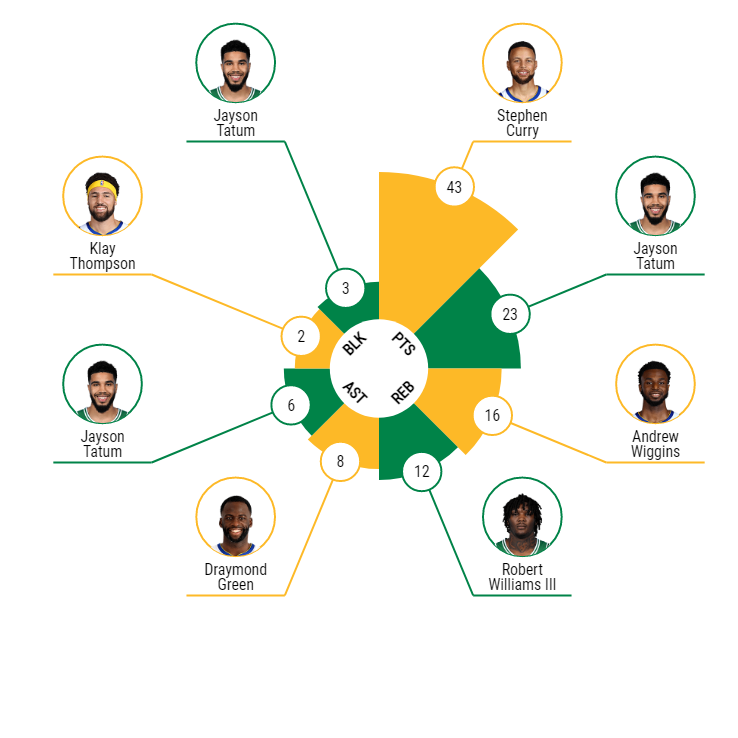 Jayson
Tatum
Stephen
Curry
43
Klay
Thompson
Jayson
Tatum
3
23
2
BLK
PTS
AST
REB
6
16
Jayson
Tatum
Andrew
Wiggins
8
12
Draymond
Green
Robert
Williams III